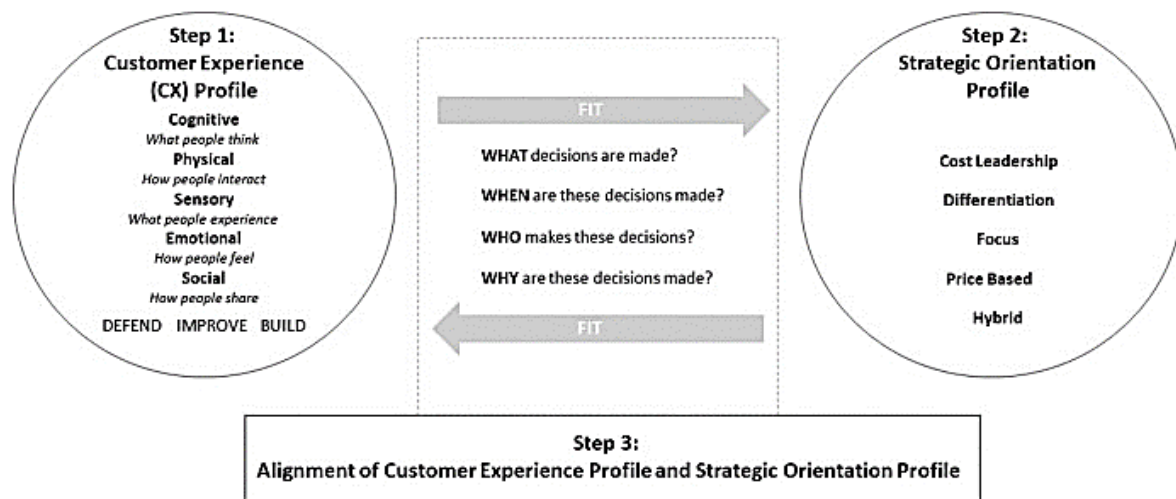 Step 1:
Customer Experience
(CX) Profile
Cognitive
What people think
Physical
How people interact
Sensory
What people experience
Emotional
How people feel
Social
How people share
DEFEND IMPROVE BUILD
FIT
WHAT decisions are made?
WHEN are these decisions made?
WHO makes these decisions?
WHY are these decisions made?
FIT
Step 2:
Strategic Orientation
Profile
Cost Leadership
Differentiation
Focus
Price Based
Hybrid
Step 3:
Alignment of Customer Experience Profile and Strategic Orientation Profile